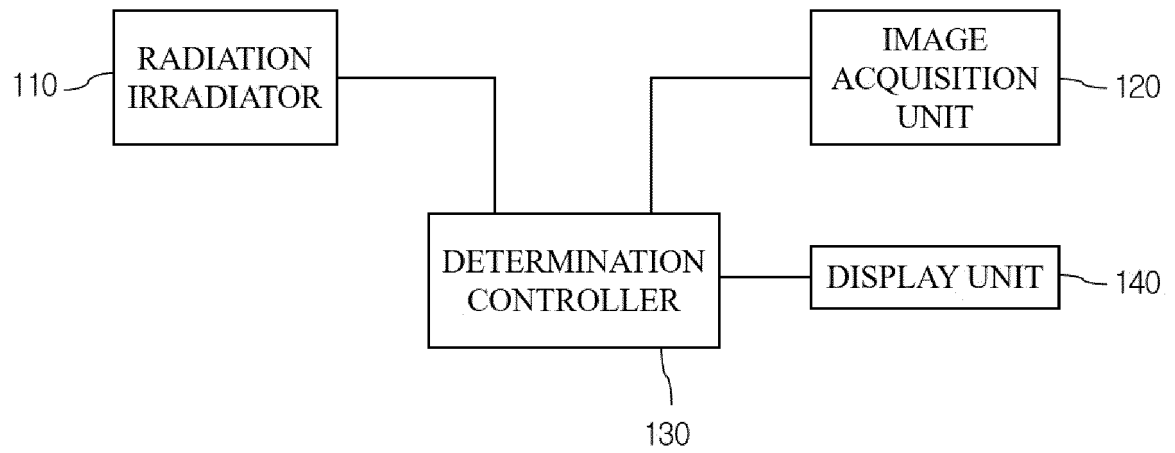 110
RADIATION
IRRADIATOR
IMAGE
ACQUISITION
UNIT
120
DETERMINATION
CONTROLLER
130
DISPLAY UNIT
140